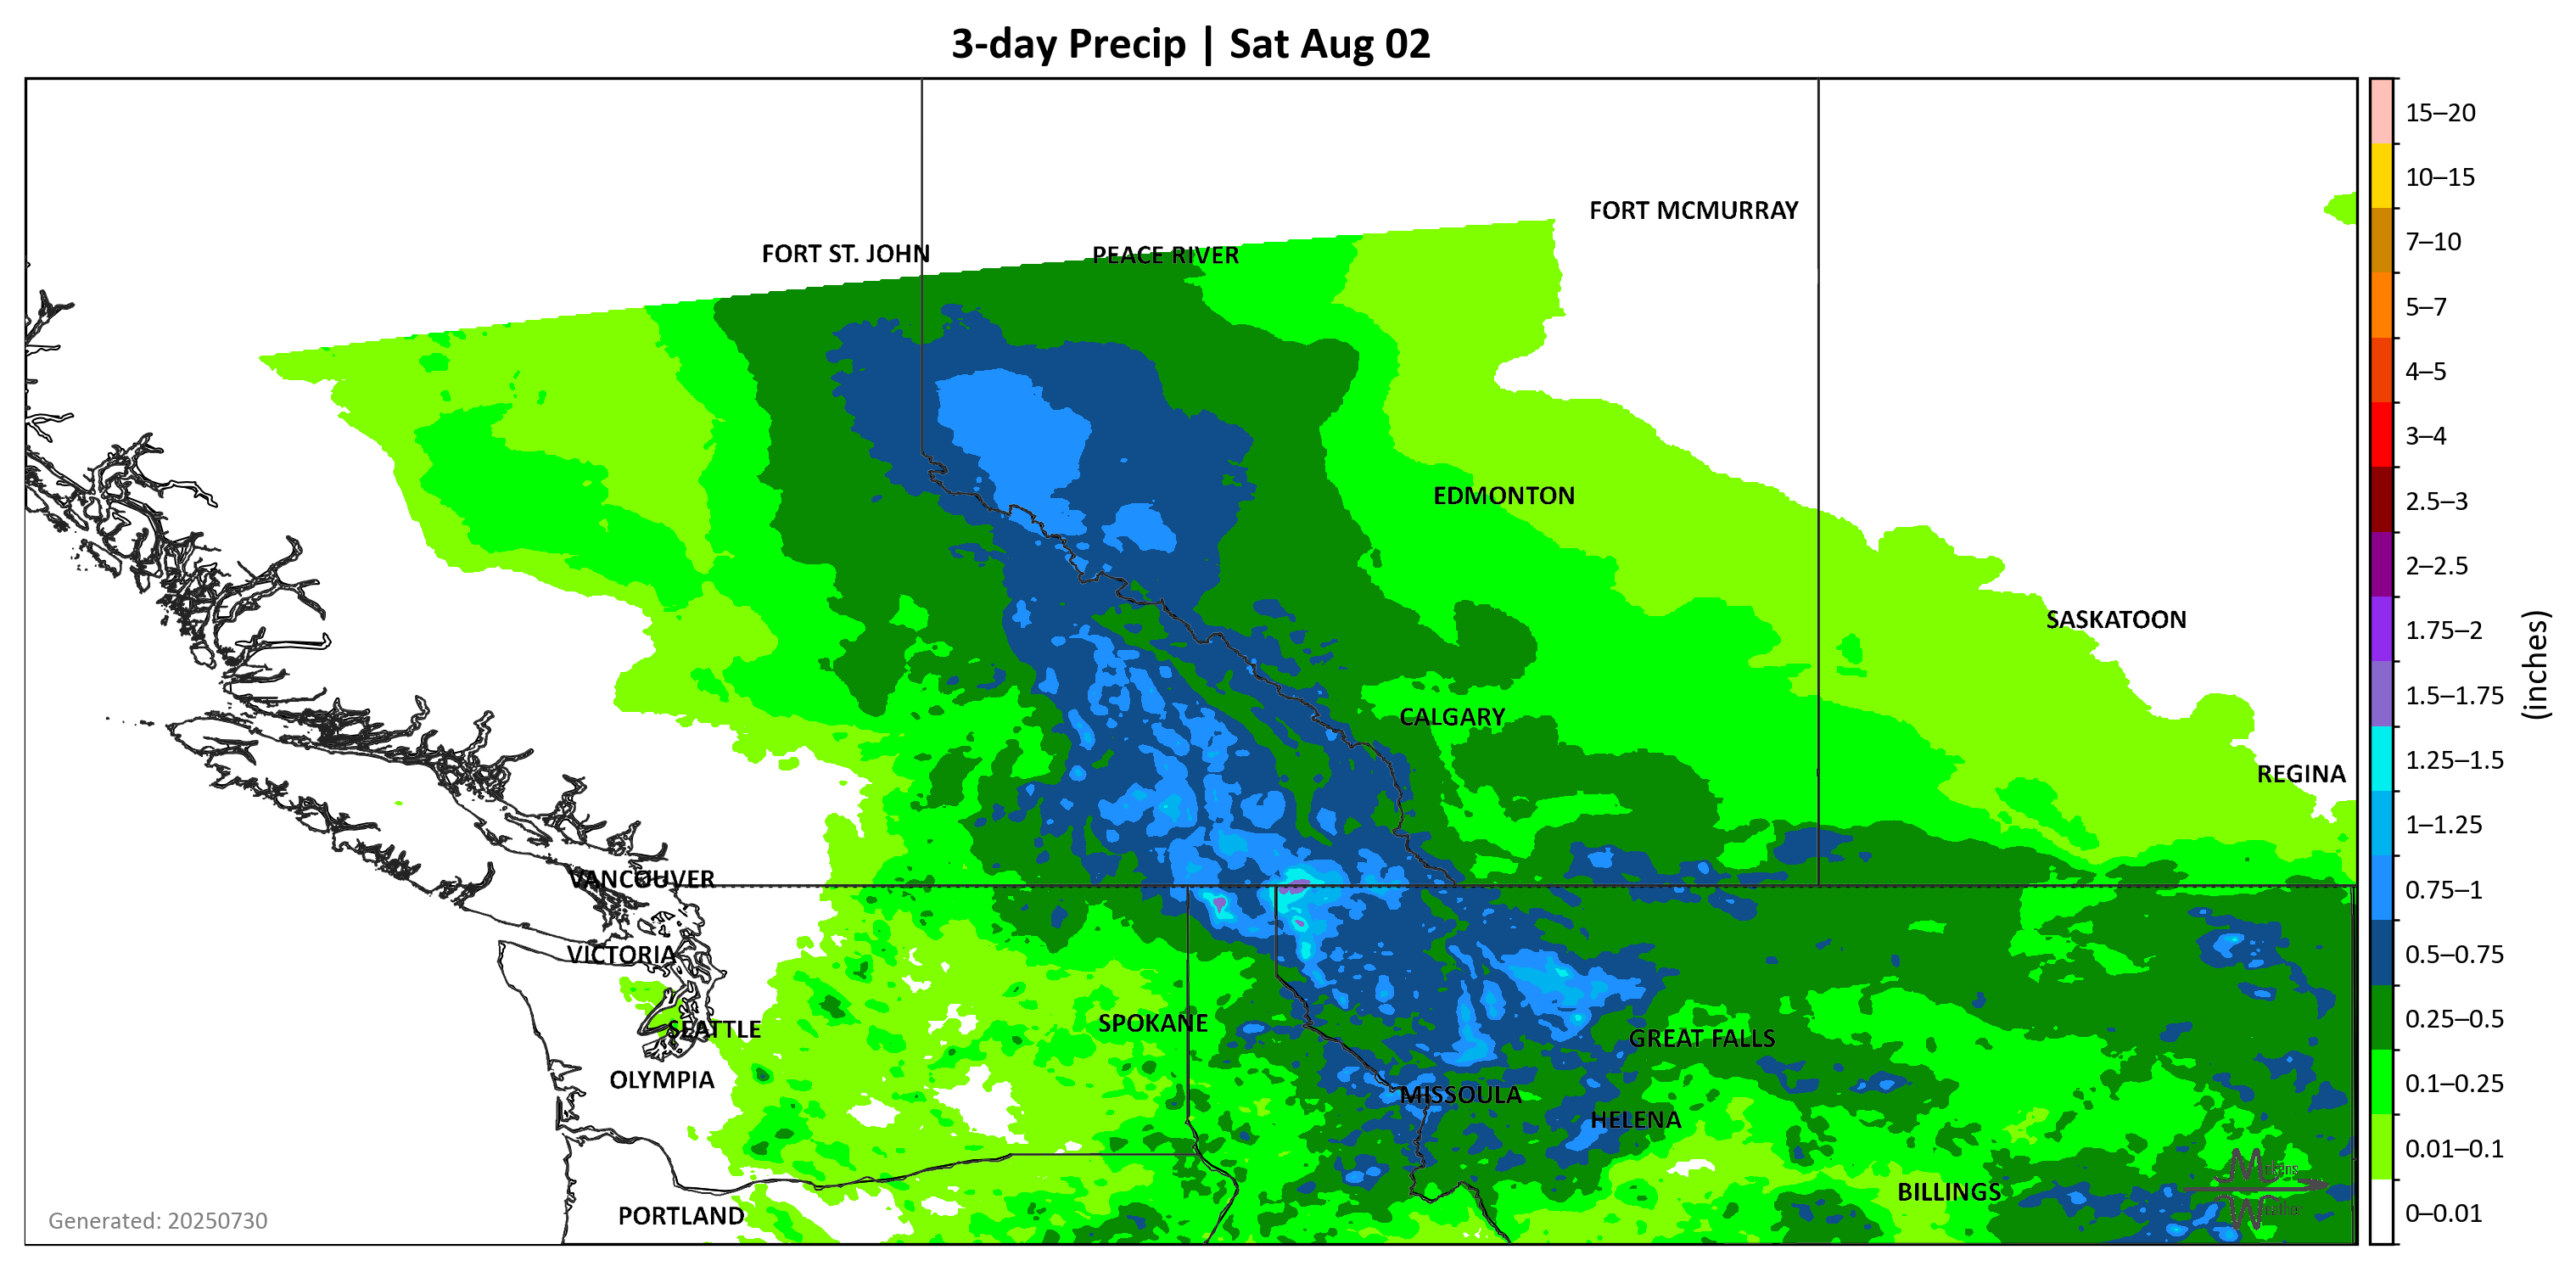 3-day Precip | Sat Aug 02
FORT MCMURRAY
FORT ST. JOHN
PEACE RIVER
EDMONTON
SASKATOON
CALGARY
REGINA
VANCOUVER
VICTORIA
SPOKANE
SEATTLE
GREAT FALLS
OLYMPIA
MISSOULA
HELENA
BILLINGS
PORTLAND
Generated: 20250730
15–20
10–15
7–10
5–7
4–5
3–4
2.5–3
2–2.5
1.75–2
1.5–1.75
1.25–1.5
1–1.25
0.75–1
0.5–0.75
0.25–0.5
0.1–0.25
0.01–0.1
0–0.01
(inches)